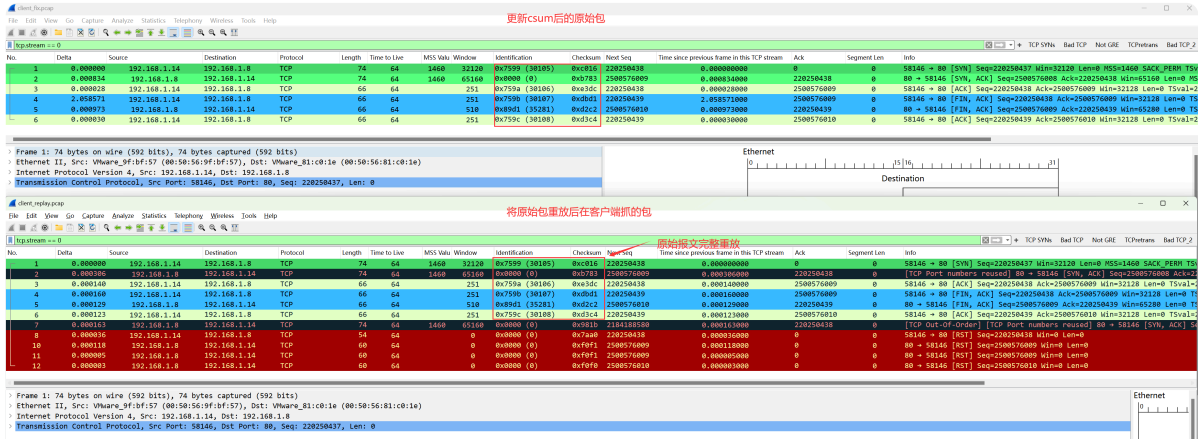 client_fix.pcap
更新csum后的原始包
File Edit View Go Capture Analyze Statistics Telephony Wireless Tools Help
tcp.stream == 0 + TCP SYNs Bad TCP Not GRE TCPretrans Bad TCP_2
No. Delta Source Destination Protocol Length Time to Live MSS Valu Window Identification Checksum Next Seq Time since previous frame in this TCP stream Ack Segment Len Info
1 0.000000 192.168.1.14 192.168.1.8 TCP 74 64 1460 32120 0x7599 (30105) 0xc016 220250438 0.000000000 0 0 58146 → 80 [SYN] Seq=220250437 Win=32120 Len=0 MSS=1460 SACK_PERM TSv
2 0.000834 192.168.1.8 192.168.1.14 TCP 74 64 1460 65160 0x0000 (0) 0xb783 2500576009 0.000834000 220250438 0 80 → 58146 [SYN, ACK] Seq=2500576008 Ack=220250438 Win=65160 Len=0
3 0.000028 192.168.1.14 192.168.1.8 TCP 66 64 251 0x759a (30106) 0xe3dc 220250438 0.000028000 2500576009 0 58146 → 80 [ACK] Seq=220250438 Ack=2500576009 Win=32128 Len=0 TSval=2
4 2.058571 192.168.1.14 192.168.1.8 TCP 66 64 251 0x759b (30107) 0xdbd1 220250439 2.058571000 2500576009 0 58146 → 80 [FIN, ACK] Seq=220250438 Ack=2500576009 Win=32128 Len=0 TS
5 0.000973 192.168.1.8 192.168.1.14 TCP 66 64 510 0x89d1 (35281) 0xd2c2 2500576010 0.000973000 220250439 0 80 → 58146 [FIN, ACK] Seq=2500576009 Ack=220250439 Win=65280 Len=0 TS
6 0.000030 192.168.1.14 192.168.1.8 TCP 66 64 251 0x759c (30108) 0xd3c4 220250439 0.000030000 2500576010 0 58146 → 80 [ACK] Seq=220250439 Ack=2500576010 Win=32128 Len=0 TSval=2
Frame 1: 74 bytes on wire (592 bits), 74 bytes captured (592 bits)
Ethernet II, Src: VMware_9f:bf:57 (00:50:56:9f:bf:57), Dst: VMware_81:c0:1e (00:50:56:81:c0:1e)
Internet Protocol Version 4, Src: 192.168.1.14, Dst: 192.168.1.8
Transmission Control Protocol, Src Port: 58146, Dst Port: 80, Seq: 220250437, Len: 0
Ethernet
0 15 16 31
Destination
client_replay.pcap
将原始包重放后在客户端抓的包
File Edit View Go Capture Analyze Statistics Telephony Wireless Tools Help
原始报文完整重放
tcp.stream == 0 + TCP SYNs Bad TCP Not GRE TCPretrans Bad TCP_2
No. Delta Source Destination Protocol Length Time to Live MSS Valu Window Identification Checksum Next Seq Time since previous frame in this TCP stream Ack Segment Len Info
1 0.000000 192.168.1.14 192.168.1.8 TCP 74 64 1460 32120 0x7599 (30105) 0xc016 220250438 0.000000000 0 0 58146 → 80 [SYN] Seq=220250437 Win=32120 Len=0 MSS=1460 SACK_PERM TSv
2 0.000306 192.168.1.8 192.168.1.14 TCP 74 64 1460 65160 0x0000 (0) 0xb783 2500576009 0.000306000 220250438 0 [TCP Port numbers reused] 80 → 58146 [SYN, ACK] Seq=2500576008 Ack=22
3 0.000140 192.168.1.14 192.168.1.8 TCP 66 64 251 0x759a (30106) 0xe3dc 220250438 0.000140000 2500576009 0 58146 → 80 [ACK] Seq=220250438 Ack=2500576009 Win=32128 Len=0 TSval=2
4 0.000160 192.168.1.14 192.168.1.8 TCP 66 64 251 0x759b (30107) 0xdbd1 220250439 0.000160000 2500576009 0 58146 → 80 [FIN, ACK] Seq=220250438 Ack=2500576009 Win=32128 Len=0 TS
5 0.000129 192.168.1.8 192.168.1.14 TCP 66 64 510 0x89d1 (35281) 0xd2c2 2500576010 0.000129000 220250439 0 80 → 58146 [FIN, ACK] Seq=2500576009 Ack=220250439 Win=65280 Len=0 TS
6 0.000123 192.168.1.14 192.168.1.8 TCP 66 64 251 0x759c (30108) 0xd3c4 220250439 0.000123000 2500576010 0 58146 → 80 [ACK] Seq=220250439 Ack=2500576010 Win=32128 Len=0 TSval=2
7 0.000163 192.168.1.8 192.168.1.14 TCP 74 64 1460 65160 0x0000 (0) 0x981b 2184188580 0.000163000 220250438 0 [TCP Out-Of-Order] [TCP Port numbers reused] 80 → 58146 [SYN, ACK] S
8 0.000036 192.168.1.14 192.168.1.8 TCP 54 64 0 0x0000 (0) 0x7aa0 220250438 0.000036000 0 0 58146 → 80 [RST] Seq=220250438 Win=0 Len=0
10 0.000118 192.168.1.8 192.168.1.14 TCP 60 64 0 0x0000 (0) 0xf0f1 2500576009 0.000118000 0 0 80 → 58146 [RST] Seq=2500576009 Win=0 Len=0
11 0.000005 192.168.1.8 192.168.1.14 TCP 60 64 0 0x0000 (0) 0xf0f1 2500576009 0.000005000 0 0 80 → 58146 [RST] Seq=2500576009 Win=0 Len=0
12 0.000003 192.168.1.8 192.168.1.14 TCP 60 64 0 0x0000 (0) 0xf0f0 2500576010 0.000003000 0 0 80 → 58146 [RST] Seq=2500576010 Win=0 Len=0
Frame 1: 74 bytes on wire (592 bits), 74 bytes captured (592 bits)
Ethernet II, Src: VMware_9f:bf:57 (00:50:56:9f:bf:57), Dst: VMware_81:c0:1e (00:50:56:81:c0:1e)
Internet Protocol Version 4, Src: 192.168.1.14, Dst: 192.168.1.8
Transmission Control Protocol, Src Port: 58146, Dst Port: 80, Seq: 220250437, Len: 0
Ethernet
0